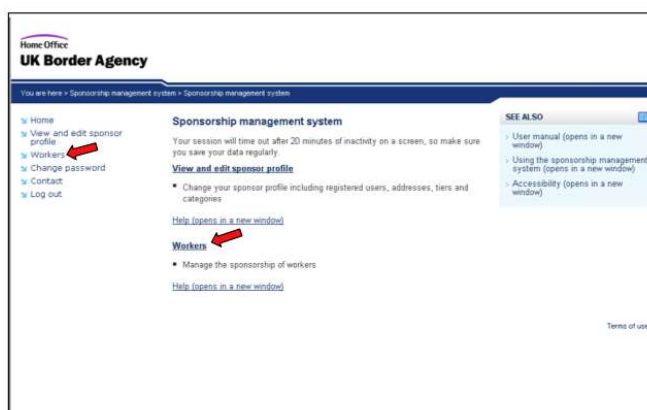 Home Office
UK Border Agency
You are here > Sponsorship management system > Sponsorship management system
Home
View and edit sponsor
profile
Workers
Change password
Contact
Log out
Sponsorship management system
Your session will time out after 20 minutes of inactivity on a screen, so make sure
you save your data regularly
View and edit sponsor profile
Change your sponsor profile including registered users, addresses, tiers and
categories
Help (opens in a new window)
Workers
Manage the sponsorship of workers
Help (opens in a new window)
SEE ALSO
User manual (opens in a new
window)
Using the sponsorship management
system (opens in a new window)
Accessibility (opens in a new
window)
Terms of use